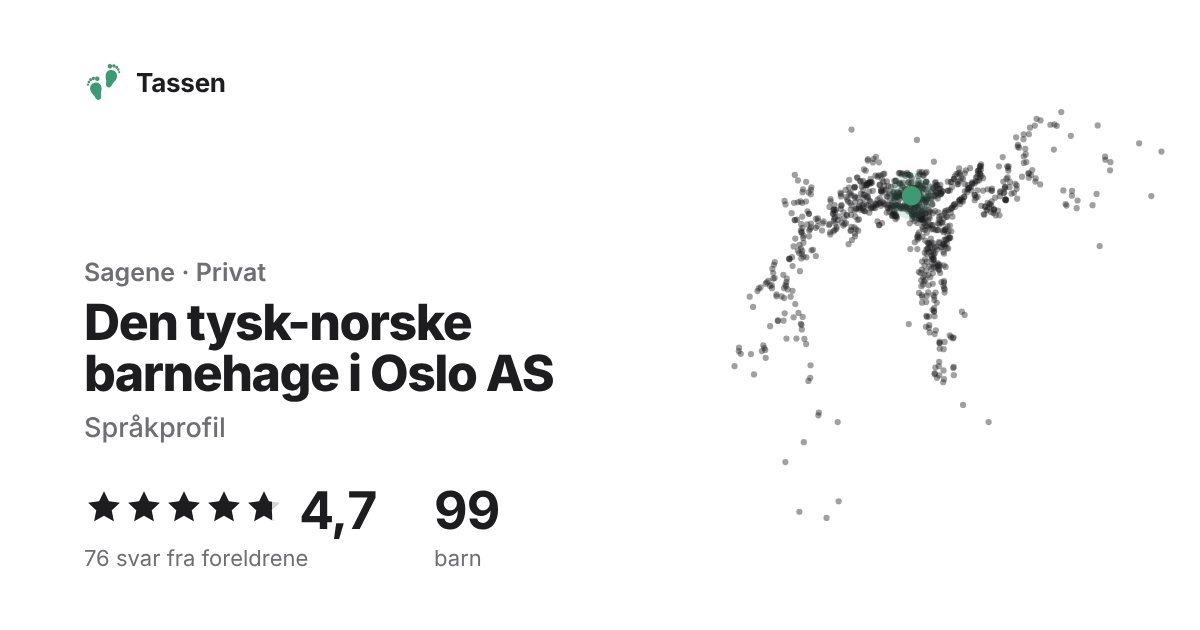 Tassen
Sagene · Privat
Den tysk-norske
barnehage i Oslo AS
Språkprofil
4,7
76 svar fra foreldrene
99
barn